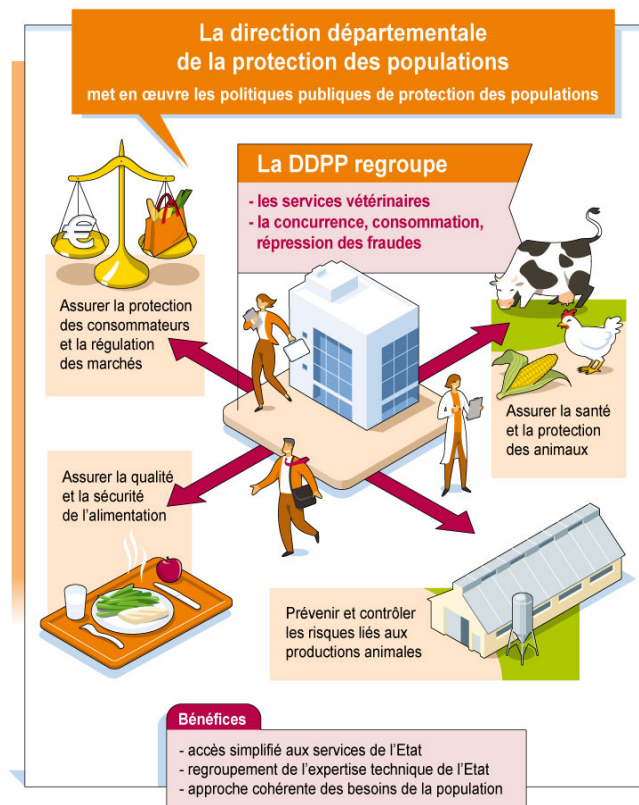 La direction départementale
de la protection des populations
met en œuvre les politiques publiques de protection des populations
La DDPP regroupe
- les services vétérinaires
- la concurrence, consommation,
répression des fraudes
€
Assurer la protection
des consommateurs
et la régulation
des marchés
Assurer la santé
et la protection
des animaux
Assurer la qualité
et la sécurité
de l'alimentation
Prévenir et contrôler
les risques liés aux
productions animales
Bénéfices
- accès simplifié aux services de l'Etat
- regroupement de l'expertise technique de l'Etat
- approche cohérente des besoins de la population